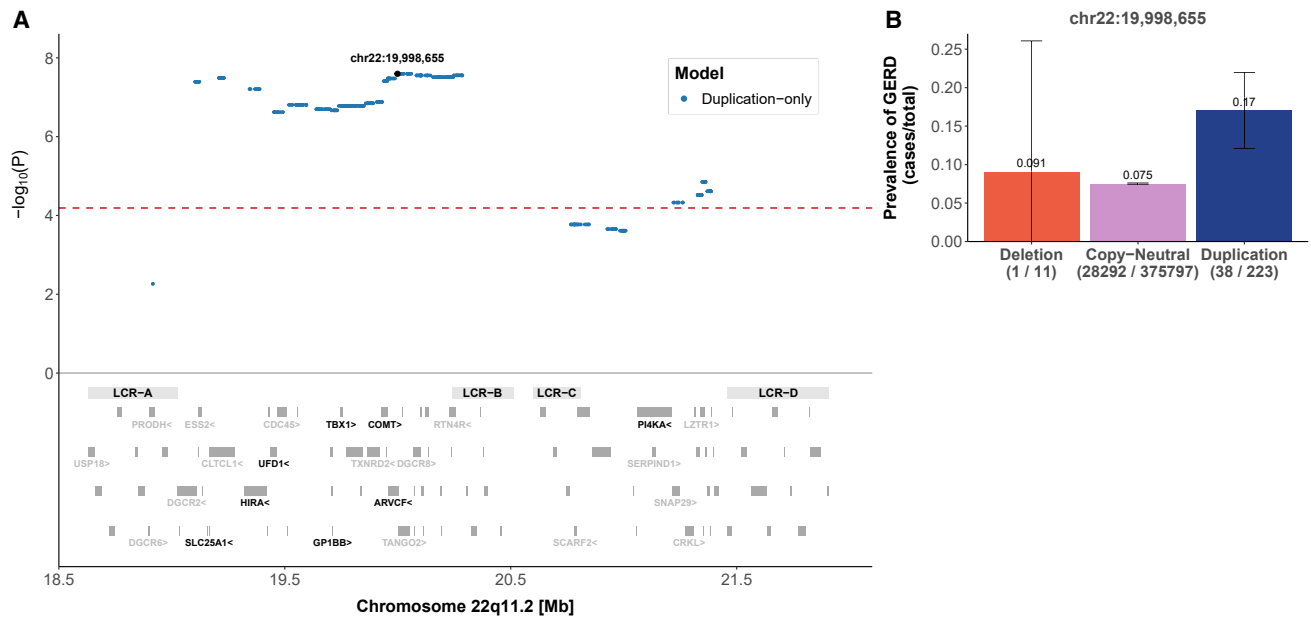 A
chr22:19,998,655
Model
Duplication−only
−log10(P)
8
6
4
2
0
LCR−A
LCR−B
LCR−C
LCR−D
PRODH<
ESS2<
CDC45>
TBX1>
COMT>
RTN4R<
PI4KA<
LZTR1>
USP18>
CLTCL1<
UFD1<
TXNRD2<
DGCR8>
SERPIND1>
DGCR2<
HIRA<
ARVCF<
SNAP29>
DGCR6>
SLC25A1<
GP1BB>
TANGO2>
SCARF2<
CRKL>
18.5
19.5
20.5
21.5
Chromosome 22q11.2 [Mb]
B
chr22:19,998,655
Prevalence of GERD
(cases/total)
0.25
0.20
0.15
0.10
0.05
0.00
0.091
0.075
0.17
Deletion
(1 / 11)
Copy−Neutral
(28292 / 375797)
Duplication
(38 / 223)